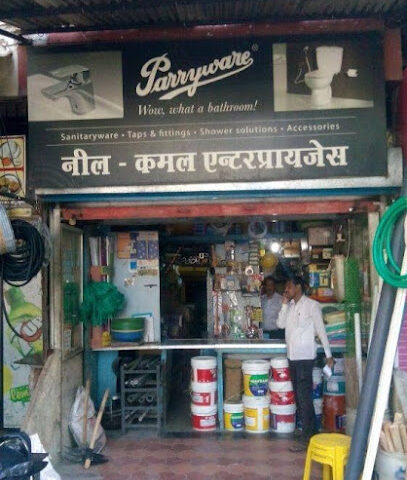 Parryware®
Wow, what a bathroom!
Sanitaryware • Taps & fittings • Shower solutions • Accessories
नील - कमल एन्टरप्रायजेस